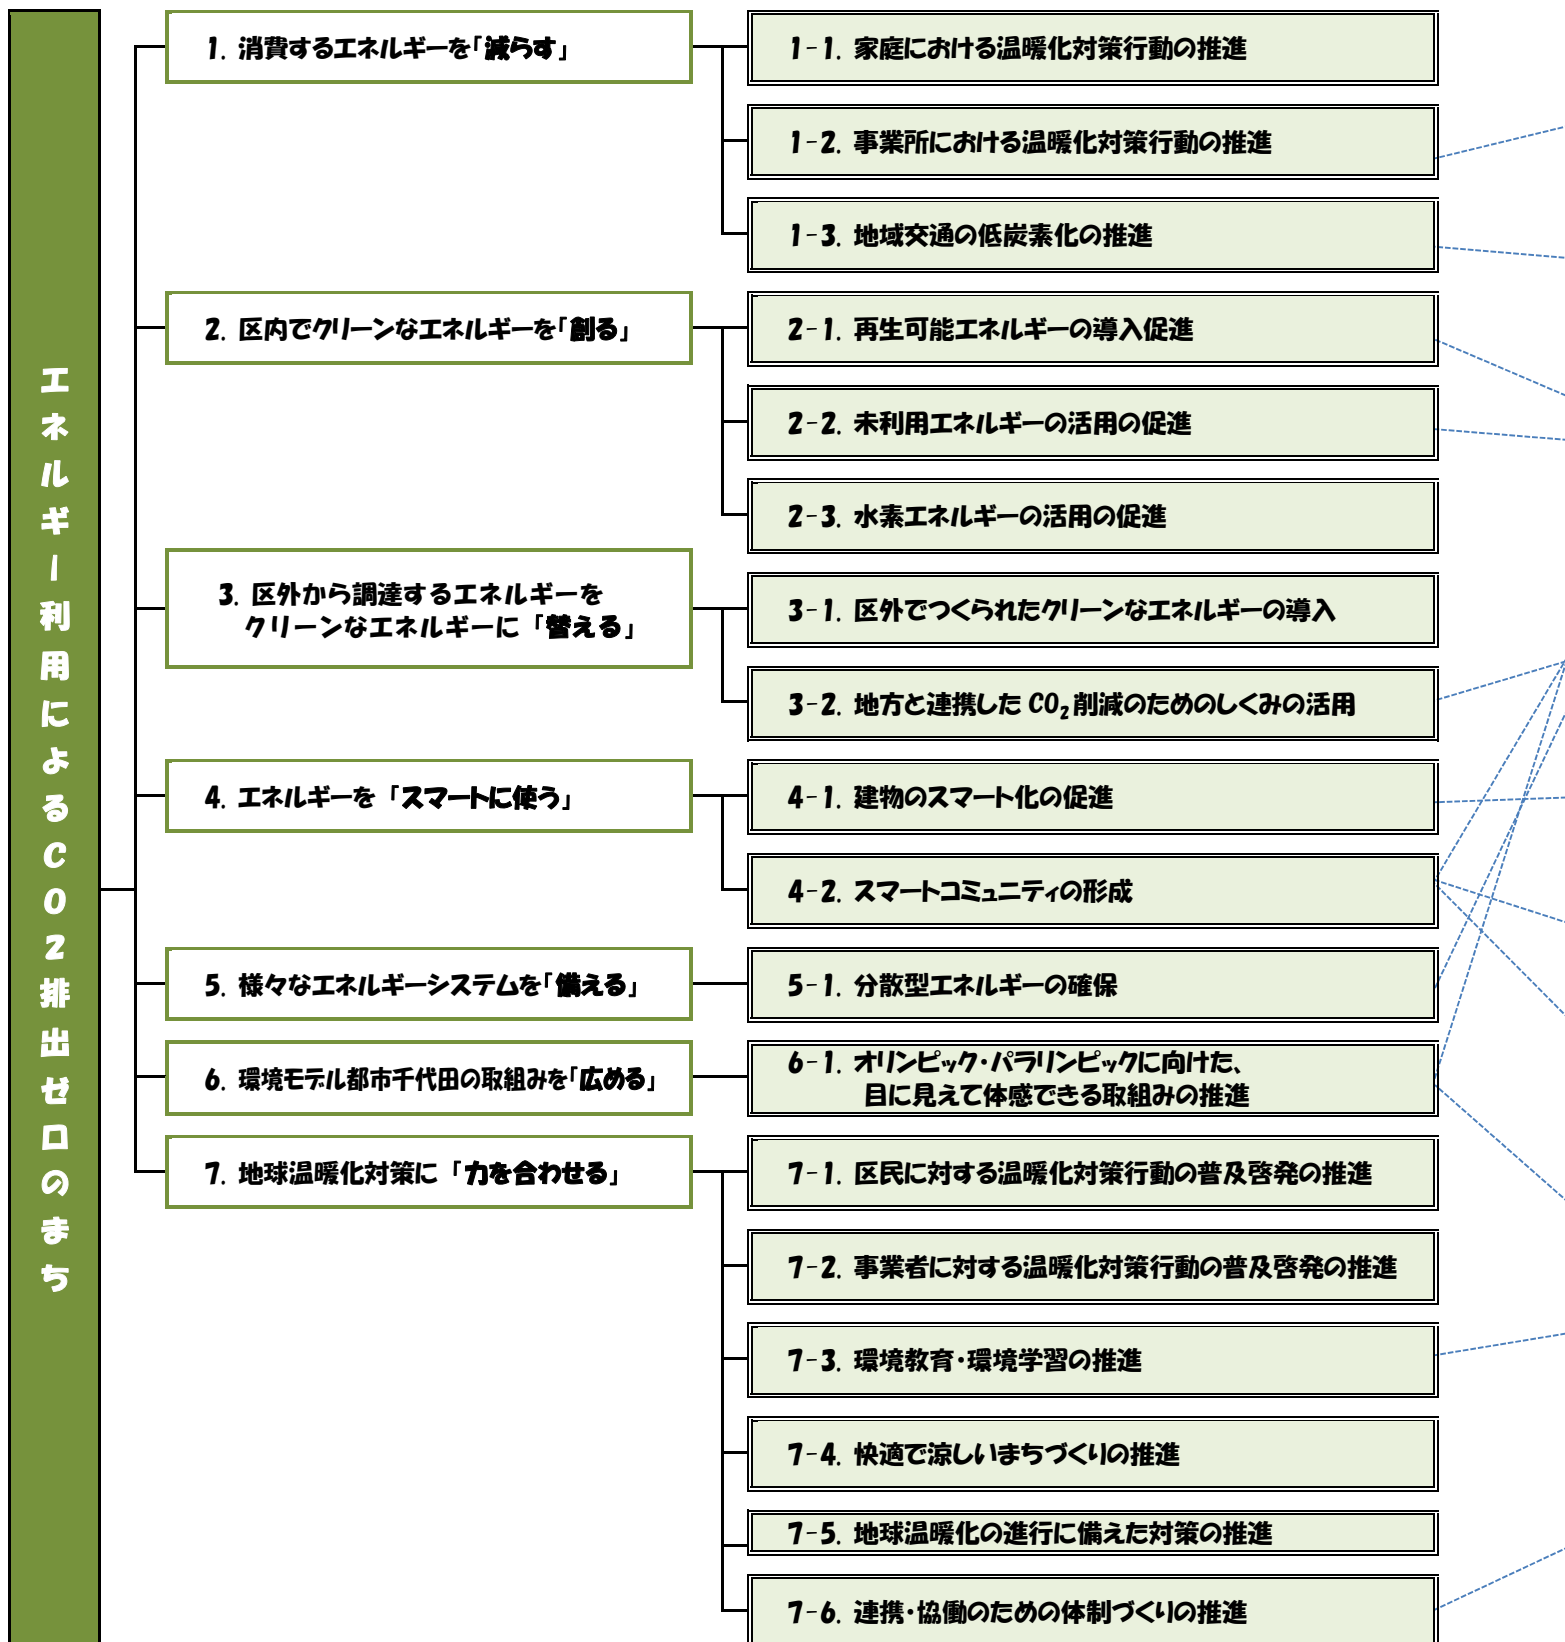 エネルギー利用によるCO2排出ゼロのまち
1. 消費するエネルギーを「減らす」
1-1. 家庭における温暖化対策行動の推進
1-2. 事業所における温暖化対策行動の推進
1-3. 地域交通の低炭素化の推進
2. 区内でクリーンなエネルギーを「創る」
2-1. 再生可能エネルギーの導入促進
2-2. 未利用エネルギーの活用の促進
2-3. 水素エネルギーの活用の促進
3. 区外から調達するエネルギーを
クリーンなエネルギーに「替える」
3-1. 区外でつくられたクリーンなエネルギーの導入
3-2. 地方と連携した CO₂削減のためのしくみの活用
4. エネルギーを「スマートに使う」
4-1. 建物のスマート化の促進
4-2. スマートコミュニティの形成
5. 様々なエネルギーシステムを「備える」
5-1. 分散型エネルギーの確保
6. 環境モデル都市千代田の取組みを「広める」
6-1. オリンピック・パラリンピックに向けた、
目に見えて体感できる取組みの推進
7. 地球温暖化対策に「力を合わせる」
7-1. 区民に対する温暖化対策行動の普及啓発の推進
7-2. 事業者に対する温暖化対策行動の普及啓発の推進
7-3. 環境教育・環境学習の推進
7-4. 快適で涼しいまちづくりの推進
7-5. 地球温暖化の進行に備えた対策の推進
7-6. 連携・協働のための体制づくりの推進